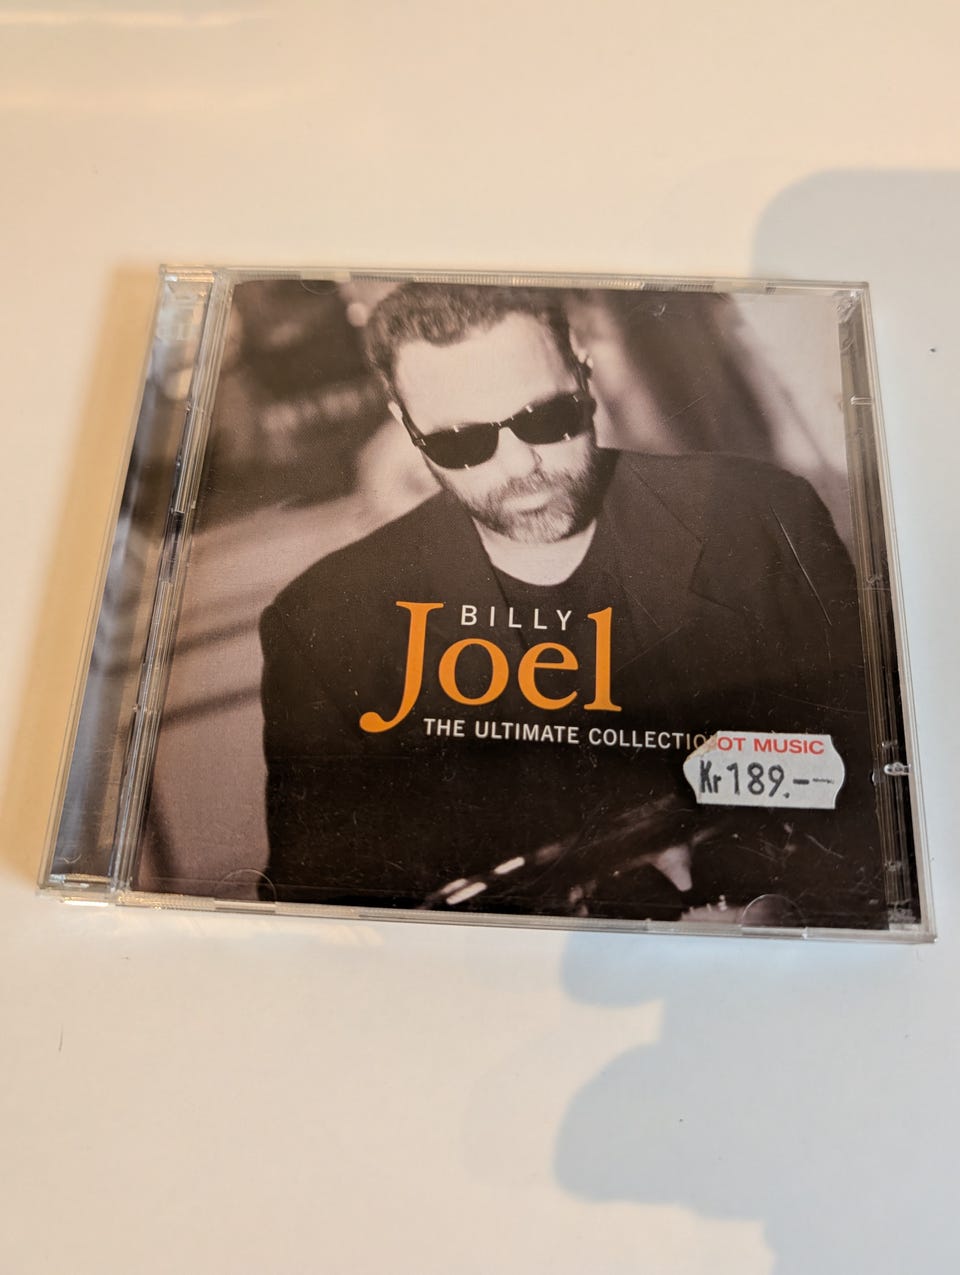 BILLY
Joel
THE ULTIMATE COLLECTIO
OT MUSIC
Kr 189.-